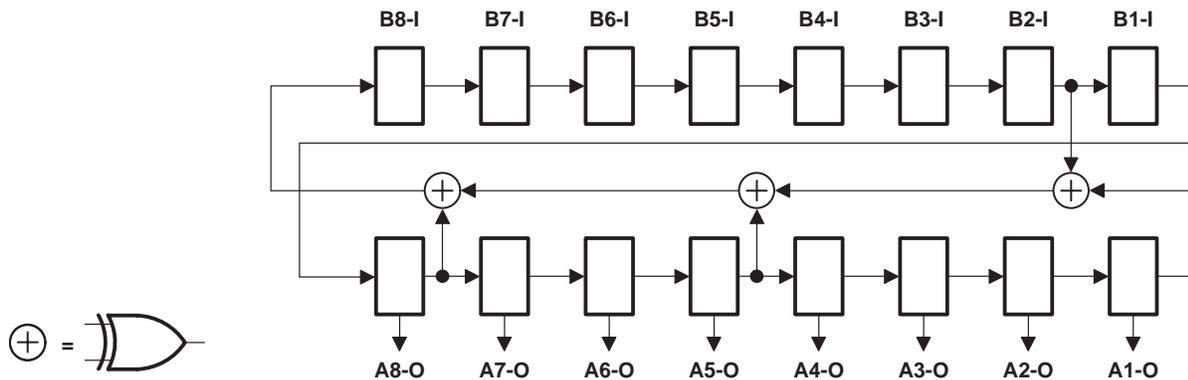 B8-I B7-I B6-I B5-I B4-I B3-I B2-I B1-I
=
A8-O A7-O A6-O A5-O A4-O A3-O A2-O A1-O